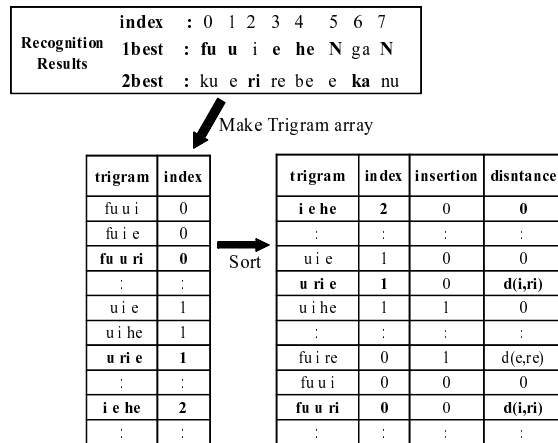 index : 0 1 2 3 4 5 6 7
Recognition Results
1best : fu u i e he N ga N
2best : ku e ri re be e ka nu
Make Trigram array
trigram index
fu u i 0
fu i e 0
fu u ri 0
: :
u i e 1
u i he 1
u ri e 1
: :
i e he 2
: :
Sort
trigram index insertion disntance
i e he 2 0 0
: : : :
u i e 1 0 0
u ri e 1 0 d(i,ri)
u i he 1 1 0
: : : :
fu i re 0 1 d(e,re)
fu u i 0 0 0
fu u ri 0 0 d(i,ri)
: : : :